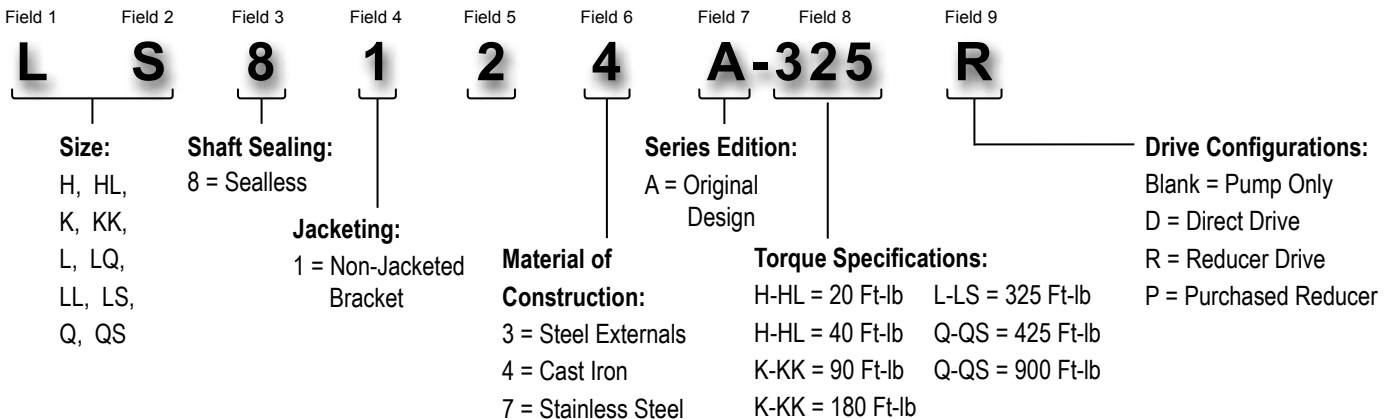 Field 1 Field 2 Field 3 Field 4 Field 5 Field 6 Field 7 Field 8 Field 9
L S 8 1 2 4 A-325 R
Size:
H, HL,
K, KK,
L, LQ,
LL, LS,
Q, QS
Shaft Sealing:
8 = Sealless
Jacketing:
1 = Non-Jacketed
Bracket
Material of
Construction:
3 = Steel Externals
4 = Cast Iron
7 = Stainless Steel
Series Edition:
A = Original
Design
Torque Specifications:
H-HL = 20 Ft-lb L-LS = 325 Ft-lb
H-HL = 40 Ft-lb Q-QS = 425 Ft-lb
K-KK = 90 Ft-lb Q-QS = 900 Ft-lb
K-KK = 180 Ft-lb
Drive Configurations:
Blank = Pump Only
D = Direct Drive
R = Reducer Drive
P = Purchased Reducer